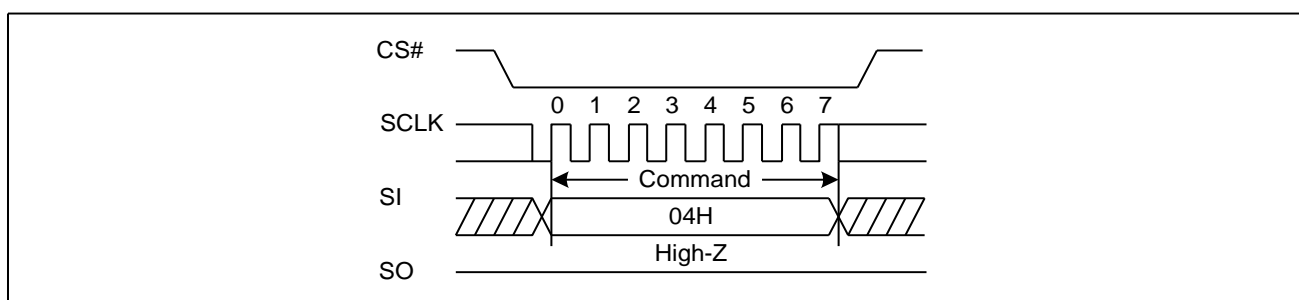 CS#
0 1 2 3 4 5 6 7
SCLK
Command
SI
04H
High-Z
SO